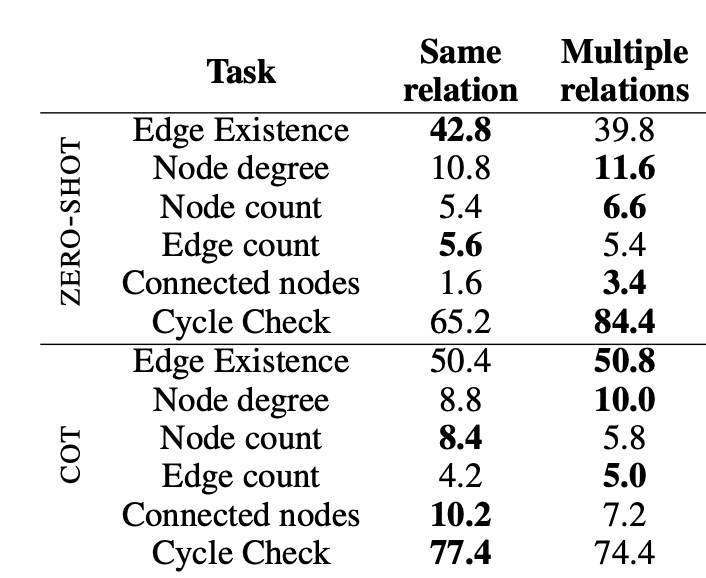 Task Same relation Multiple relations
ZERO-SHOT
Edge Existence 42.8 39.8
Node degree 10.8 11.6
Node count 5.4 6.6
Edge count 5.6 5.4
Connected nodes 1.6 3.4
Cycle Check 65.2 84.4
COT
Edge Existence 50.4 50.8
Node degree 8.8 10.0
Node count 8.4 5.8
Edge count 4.2 5.0
Connected nodes 10.2 7.2
Cycle Check 77.4 74.4